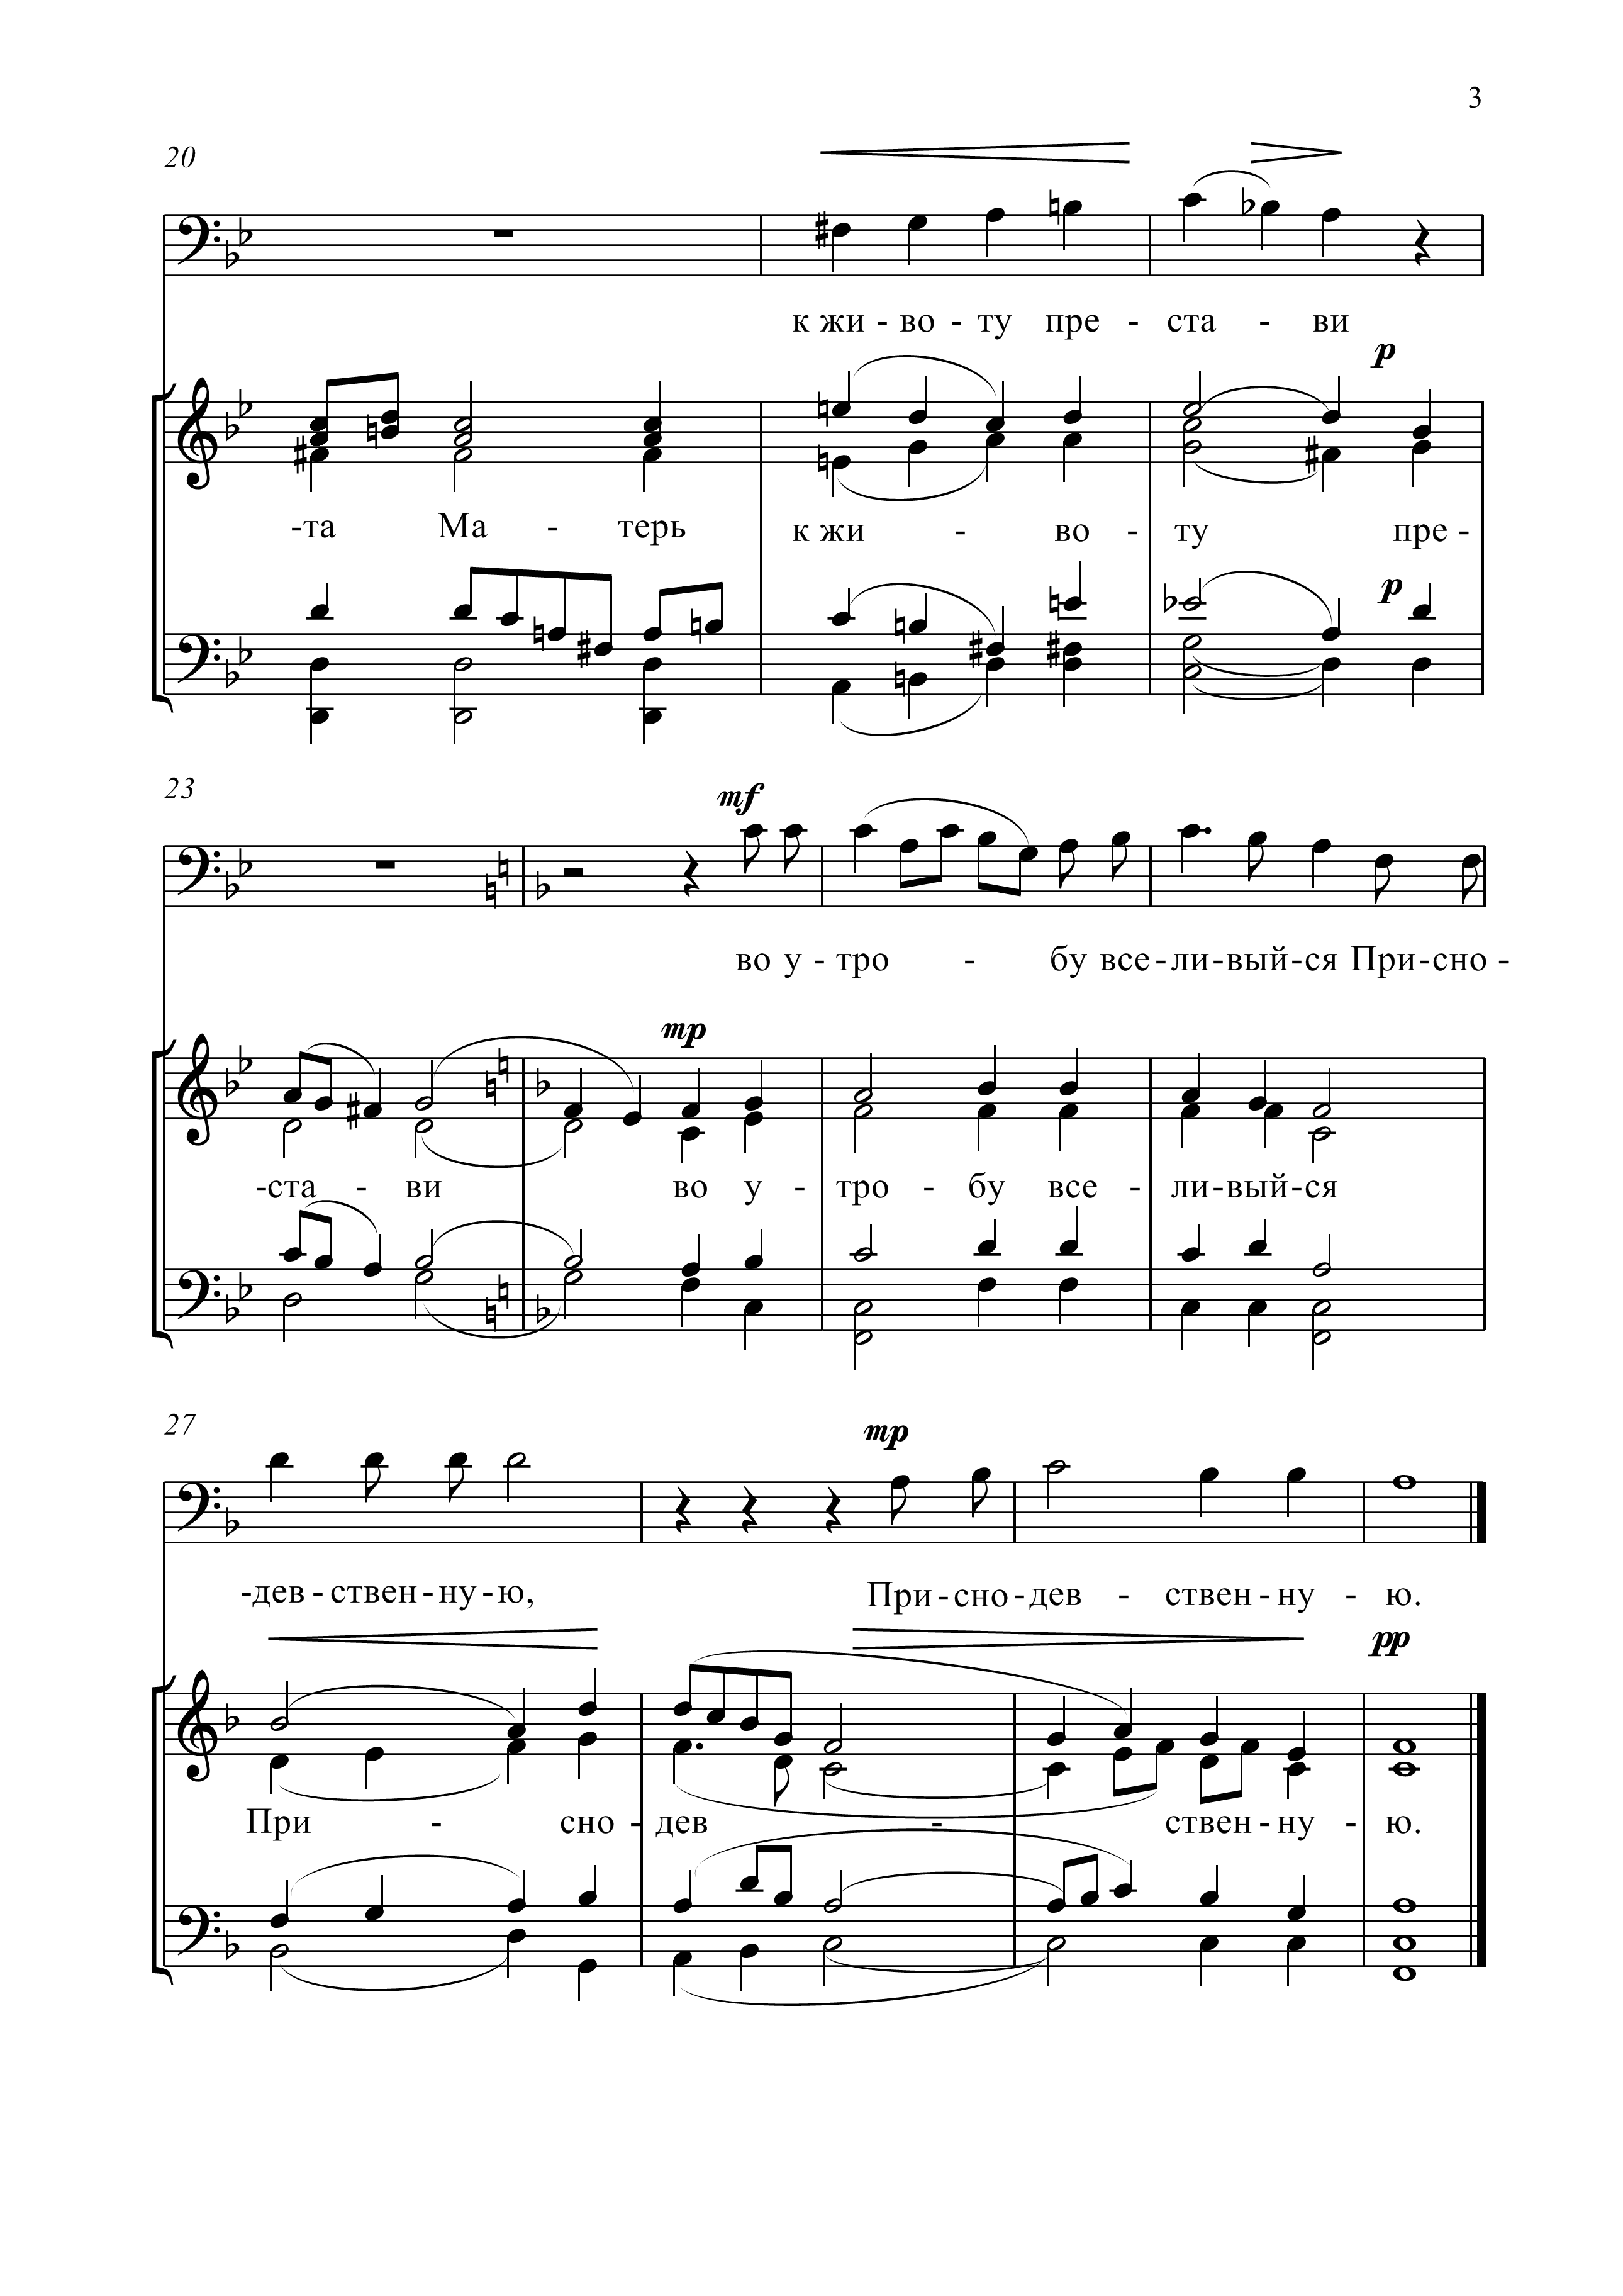 3
20
к жи - во - ту пре - ста - ви
p
-та Ма - терь к жи - во - ту пре -
p
23
mf
во у - тро - бу все - ли - вый - ся При - сно -
mp
-ста - ви во у - тро - бу все - ли - вый - ся
27
mp
-дев - ствен - ну - ю, При - сно - дев - ствен - ну - ю.
pp
При - сно - дев - ствен - ну - ю.